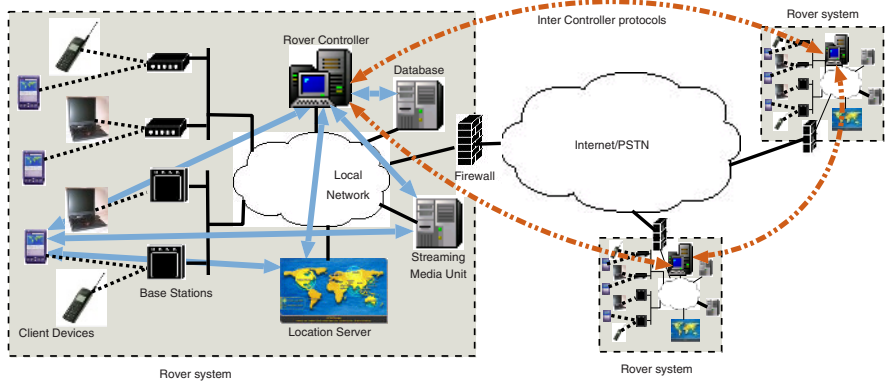 Inter Controller protocols
Rover system
Rover Controller
Database
Internet/PSTN
Firewall
Local
Network
Streaming
Media Unit
Base Stations
Client Devices
Location Server
Rover system
Rover system